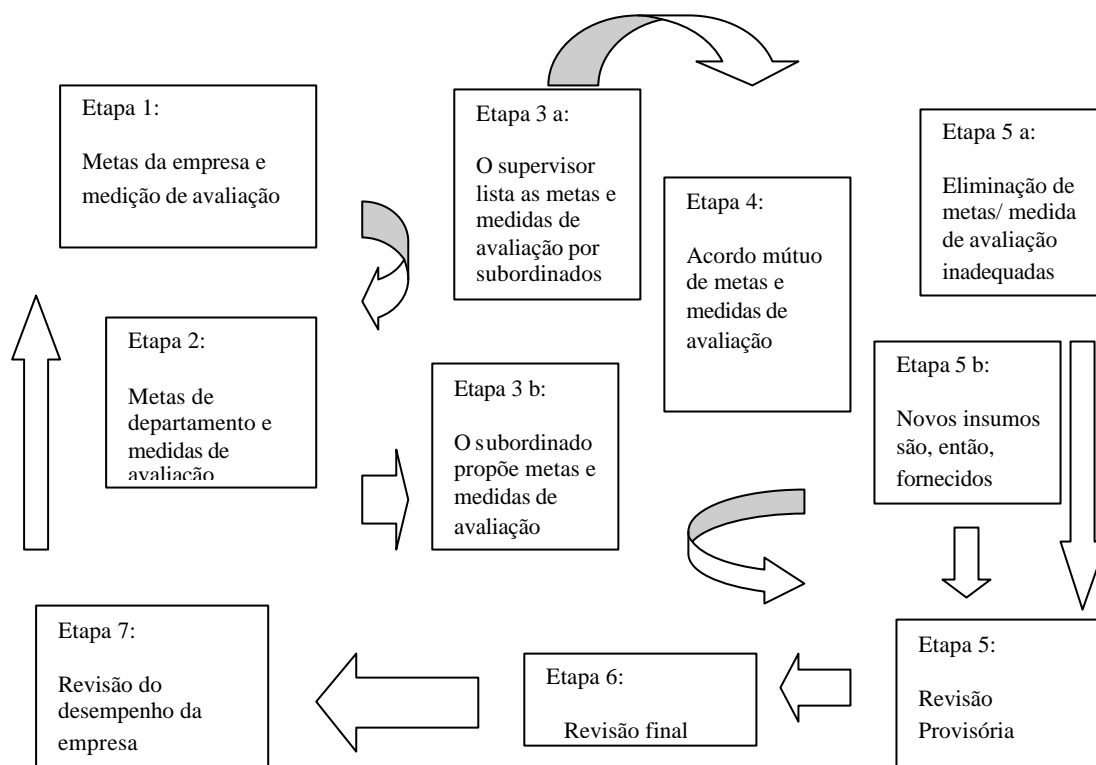 Etapa 1:
Metas da empresa e
medição de avaliação
Etapa 2:
Metas de
departamento e
medidas de
avaliação
Etapa 3 a:
O supervisor
lista as metas e
medidas de
avaliação por
subordinados
Etapa 3 b:
O subordinado
propõe metas e
medidas de
avaliação
Etapa 4:
Acordo mútuo
de metas e
medidas de
avaliação
Etapa 5 a:
Eliminação de
metas/ medida
de avaliação
inadequadas
Etapa 5 b:
Novos insumos
são, então,
fornecidos
Etapa 5:
Revisão
Provisória
Etapa 6:
Revisão final
Etapa 7:
Revisão do
desempenho da
empresa